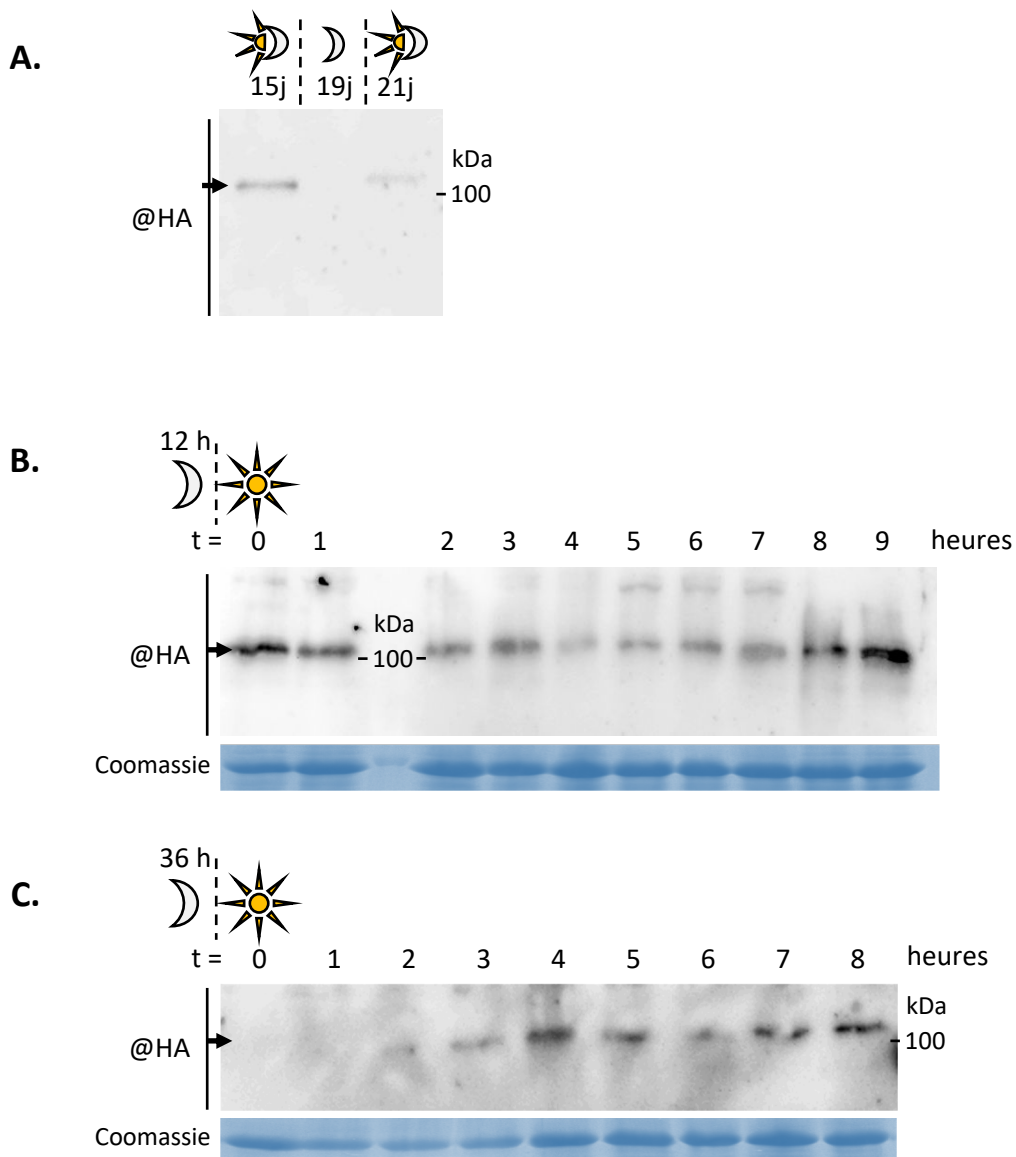 A.
15j 19j 21j
kDa
100
@HA
B.
12 h
t = 0 1 2 3 4 5 6 7 8 9 heures
kDa
100
@HA
Coomassie
C.
36 h
t = 0 1 2 3 4 5 6 7 8 heures
kDa
100
@HA
Coomassie